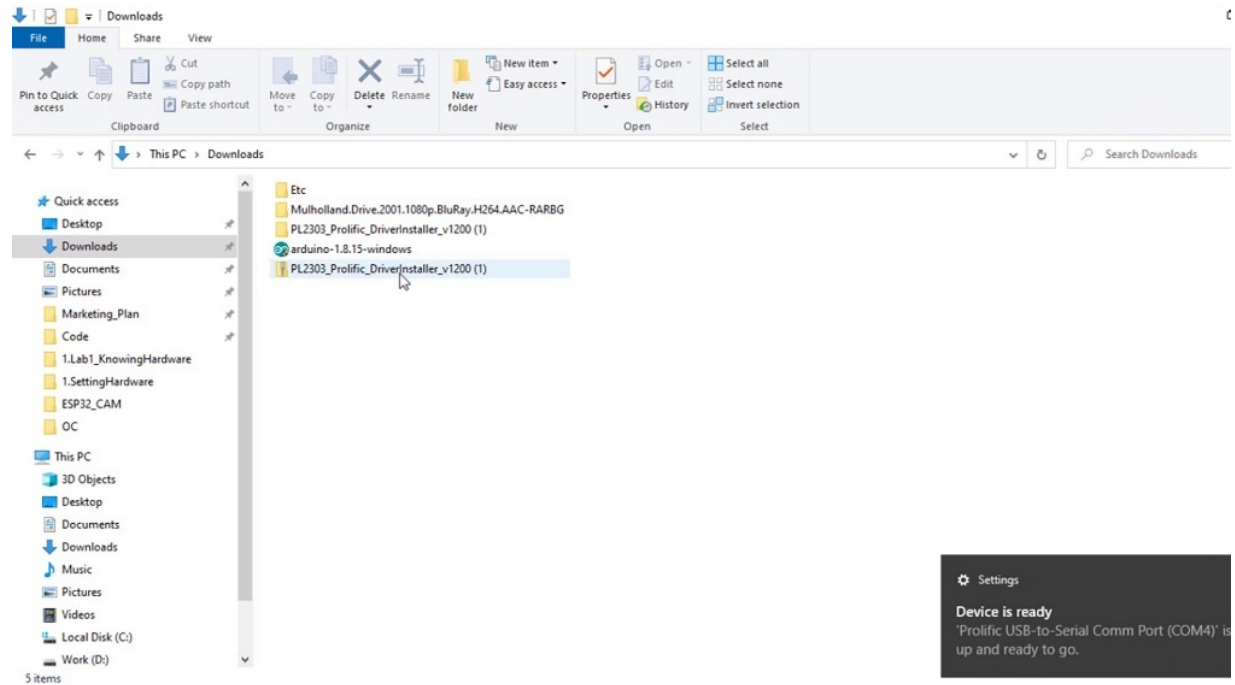 Downloads
File Home Share View
Pin to Quick access
Copy
Paste
Cut
Copy path
Paste shortcut
Clipboard
Move to
Copy to
Delete
Rename
Organize
New folder
New item
Easy access
New
Properties
Open
Edit
History
Open
Select all
Select none
Invert selection
Select
This PC > Downloads
Search Downloads
Quick access
Desktop
Downloads
Documents
Pictures
Marketing_Plan
Code
1.Lab1_KnowingHardware
1.SettingHardware
ESP32_CAM
OC
This PC
3D Objects
Desktop
Documents
Downloads
Music
Pictures
Videos
Local Disk (C:)
Work (D:)
5 items
Etc
Mulholland.Drive.2001.1080p.BluRay.H264.AAC-RARBG
PL2303_Prolific_DriverInstaller_v1200 (1)
arduino-1.8.15-windows
PL2303_Prolific_DriverInstaller_v1200 (1)
Settings
Device is ready
'Prolific USB-to-Serial Comm Port (COM4)' is
up and ready to go.